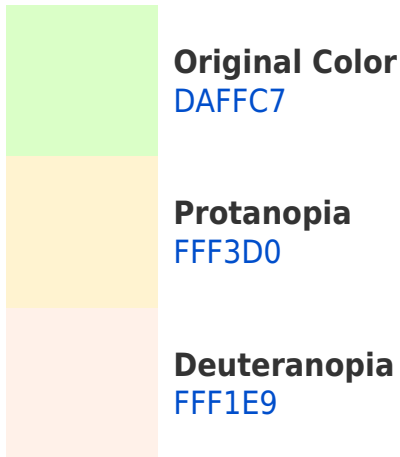 Original Color
DAFFC7
Protanopia
FFF3D0
Deuteranopia
FFF1E9